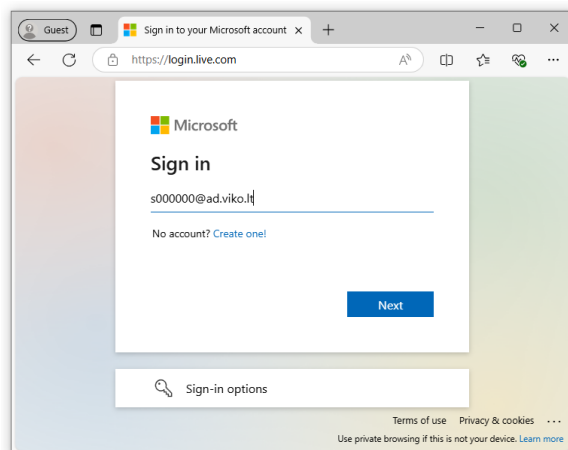 Guest
Sign in to your Microsoft account
https://login.live.com
Microsoft
Sign in
s000000@ad.viko.lt
No account? Create one!
Next
Sign-in options
Terms of use Privacy & cookies ...
Use private browsing if this is not your device. Learn more